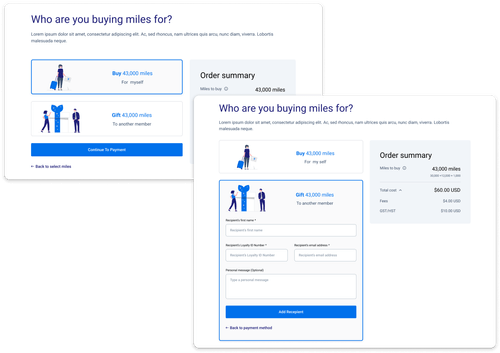 Who are you buying miles for?
Lorem ipsum dolor sit amet, consectetur adipiscing elit. Ac, sed rhoncus, ultrices quis arcu, nunc diam, viverra. Lobortis
malesuada neque.
Buy 43,000 miles
For myself
Gift 43,000 miles
To another member
Continue To Payment
Back to select miles
Order summary
Miles to buy
43,000 miles
Who are you buying miles for?
Lorem ipsum dolor sit amet, consectetur adipiscing elit. Ac, sed rhoncus, nam mattis, ultrices quis arcu, nunc diam, viverra. Lobortis
malesuada neque.
Buy 43,000 miles
For my self
Gift 43,000 miles
To another member
Recipient's first name *
Recipient's first name
Recipient's Loyalty ID Number *
Recipient's email address *
Recipient's Loyalty ID Number
Recipient's email address
Personal message (Optional)
Type a personal message.
Add Recepient
Back to payment method
Order summary
Miles to buy
43,000 miles
Total cost
$60.00 USD
Fees
$4.00 USD
GST/HST
$10.00 USD